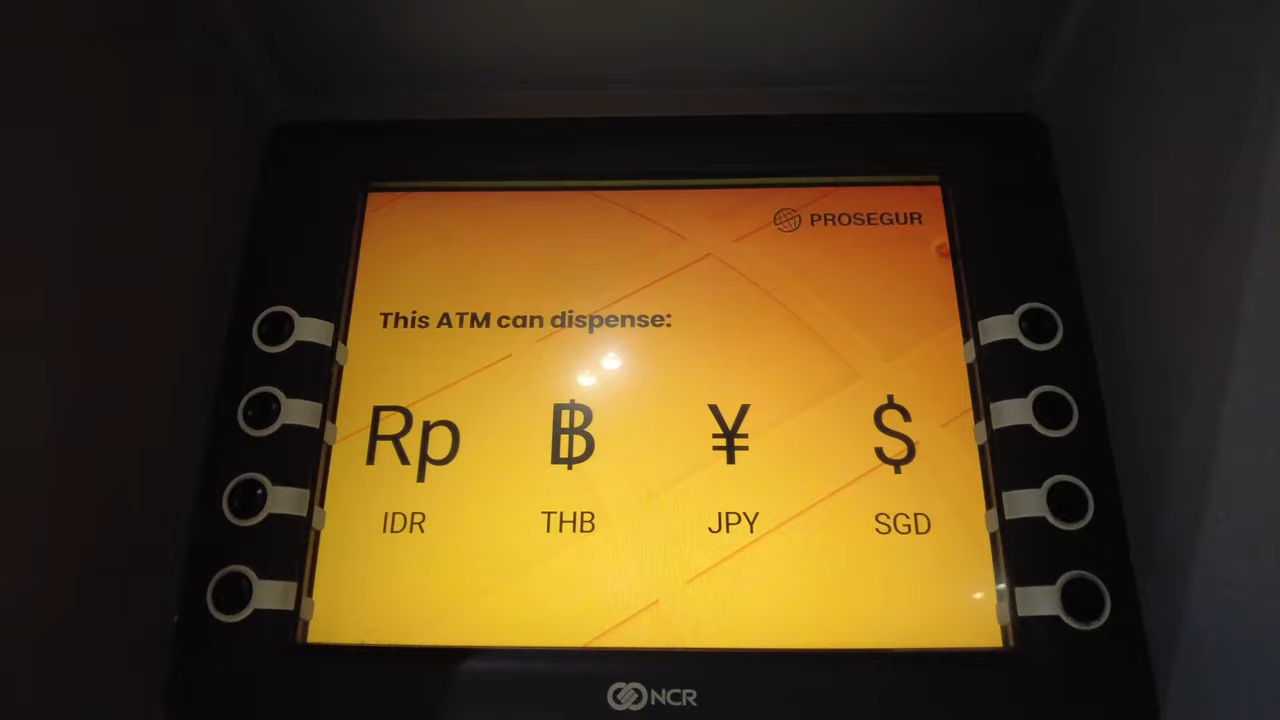 PROSEGUR
This ATM can dispense:
Rp ฿ ¥ $
IDR THB JPY SGD
NCR